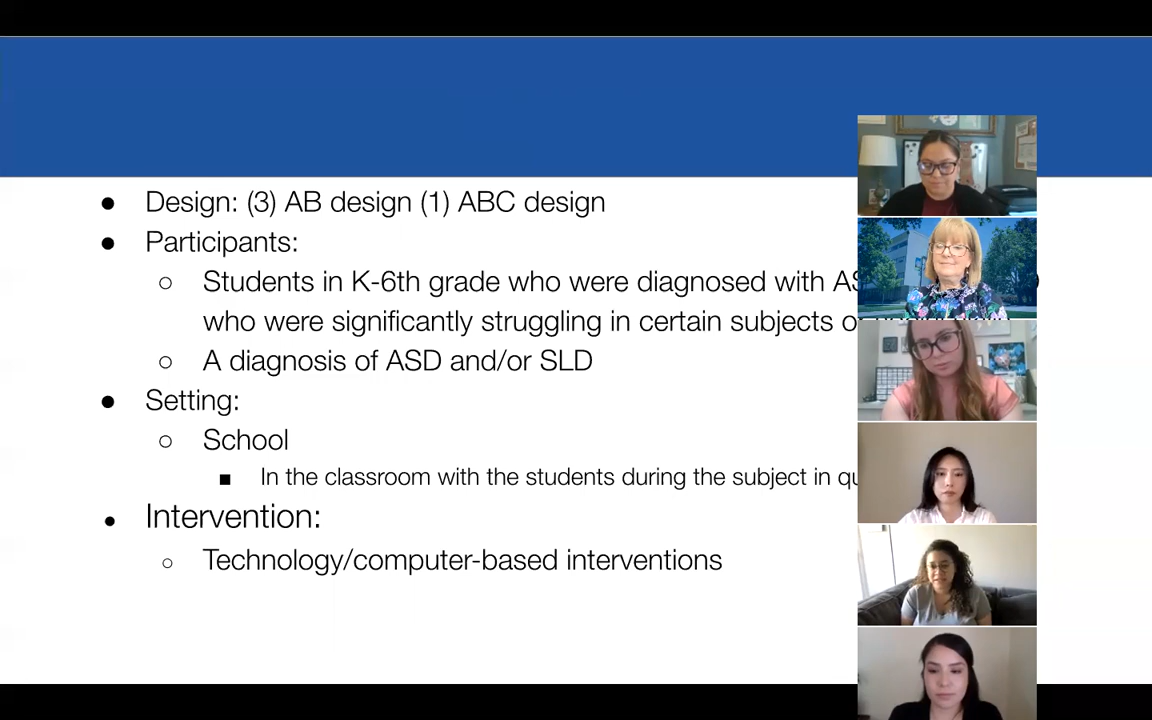 Design: (3) AB design (1) ABC design
Participants:
Students in K-6th grade who were diagnosed with
who were significantly struggling in certain subjects
A diagnosis of ASD and/or SLD
Setting:
School
In the classroom with the students during the subject in
Intervention:
Technology/computer-based interventions